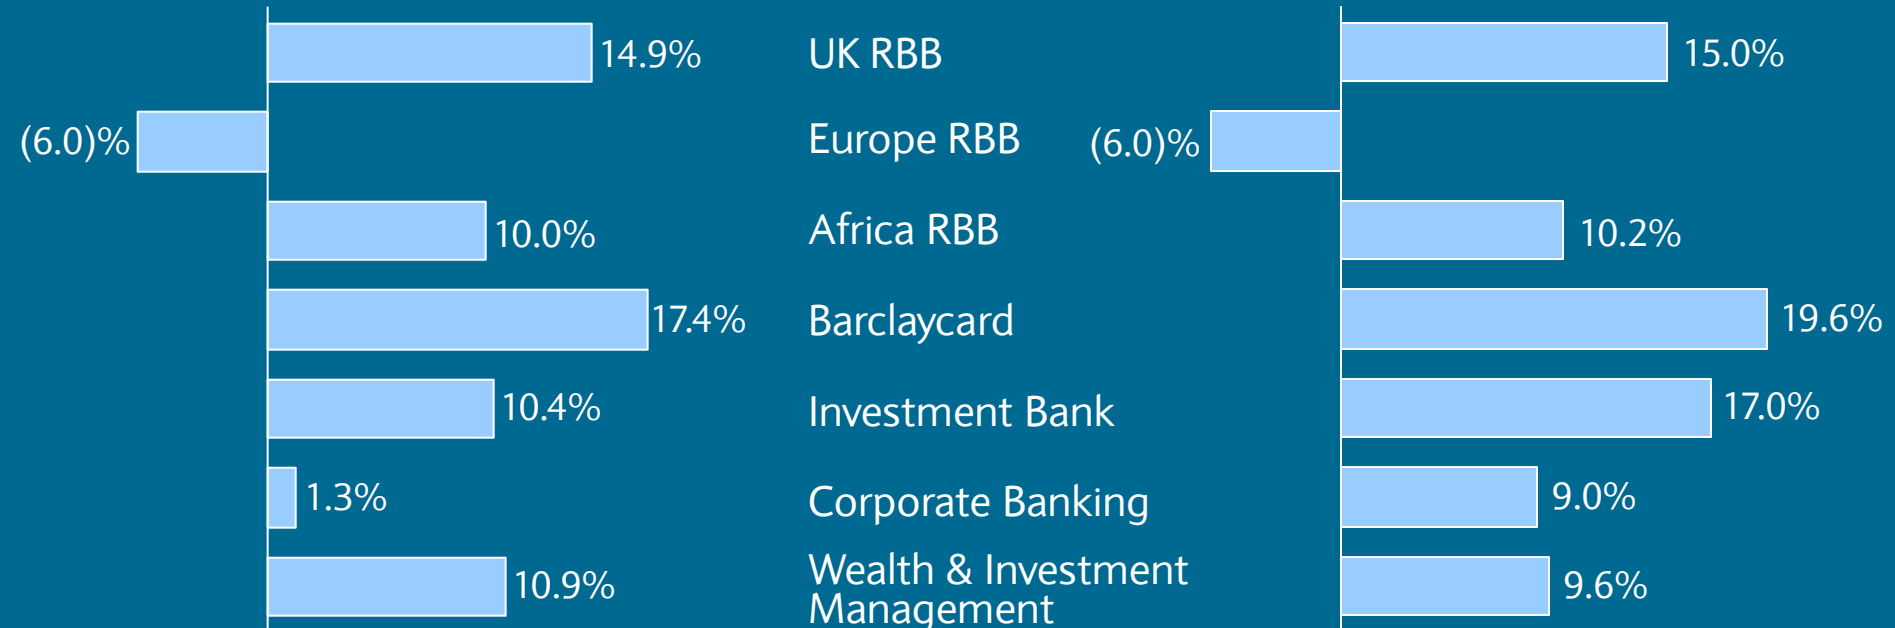 14.9% UK RBB 15.0%
(6.0)% Europe RBB (6.0)%
10.0% Africa RBB 10.2%
17.4% Barclaycard 19.6%
10.4% Investment Bank 17.0%
1.3% Corporate Banking 9.0%
10.9% Wealth & Investment 9.6%
Management